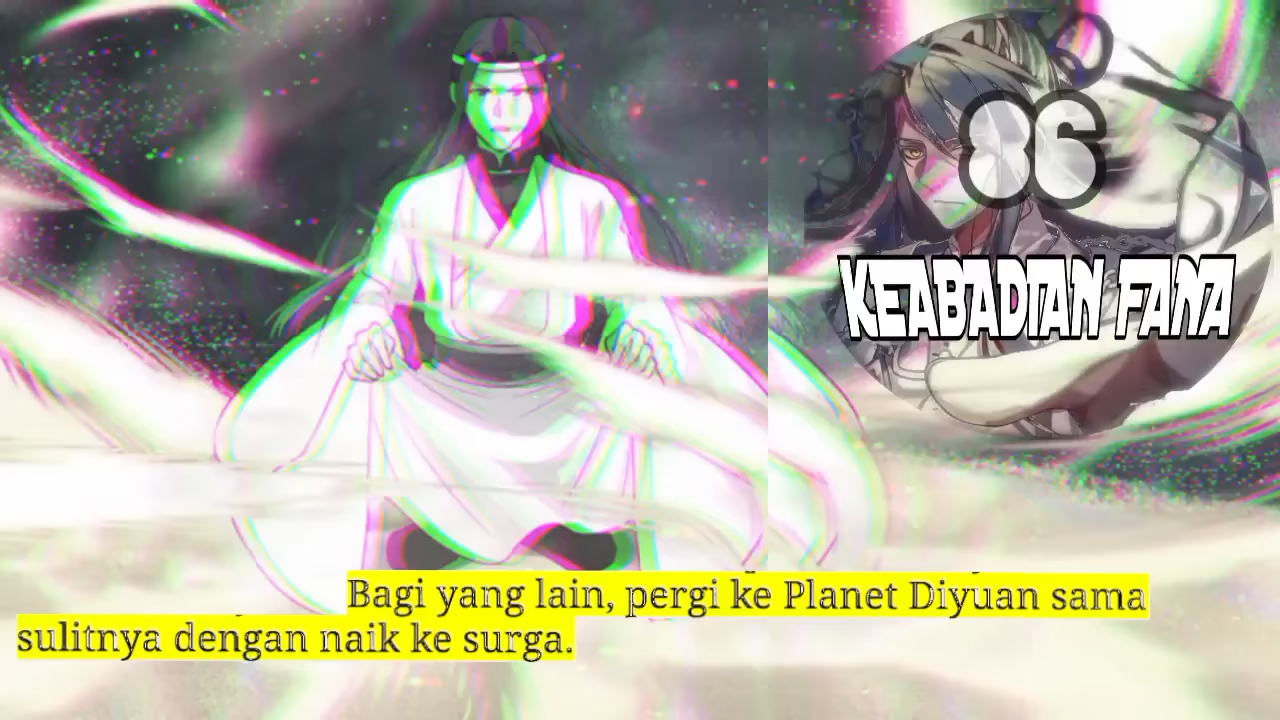 86
KEABADIAN FANA
Bagi yang lain, pergi ke Planet Diyuan sama
sulitnya dengan naik ke surga.